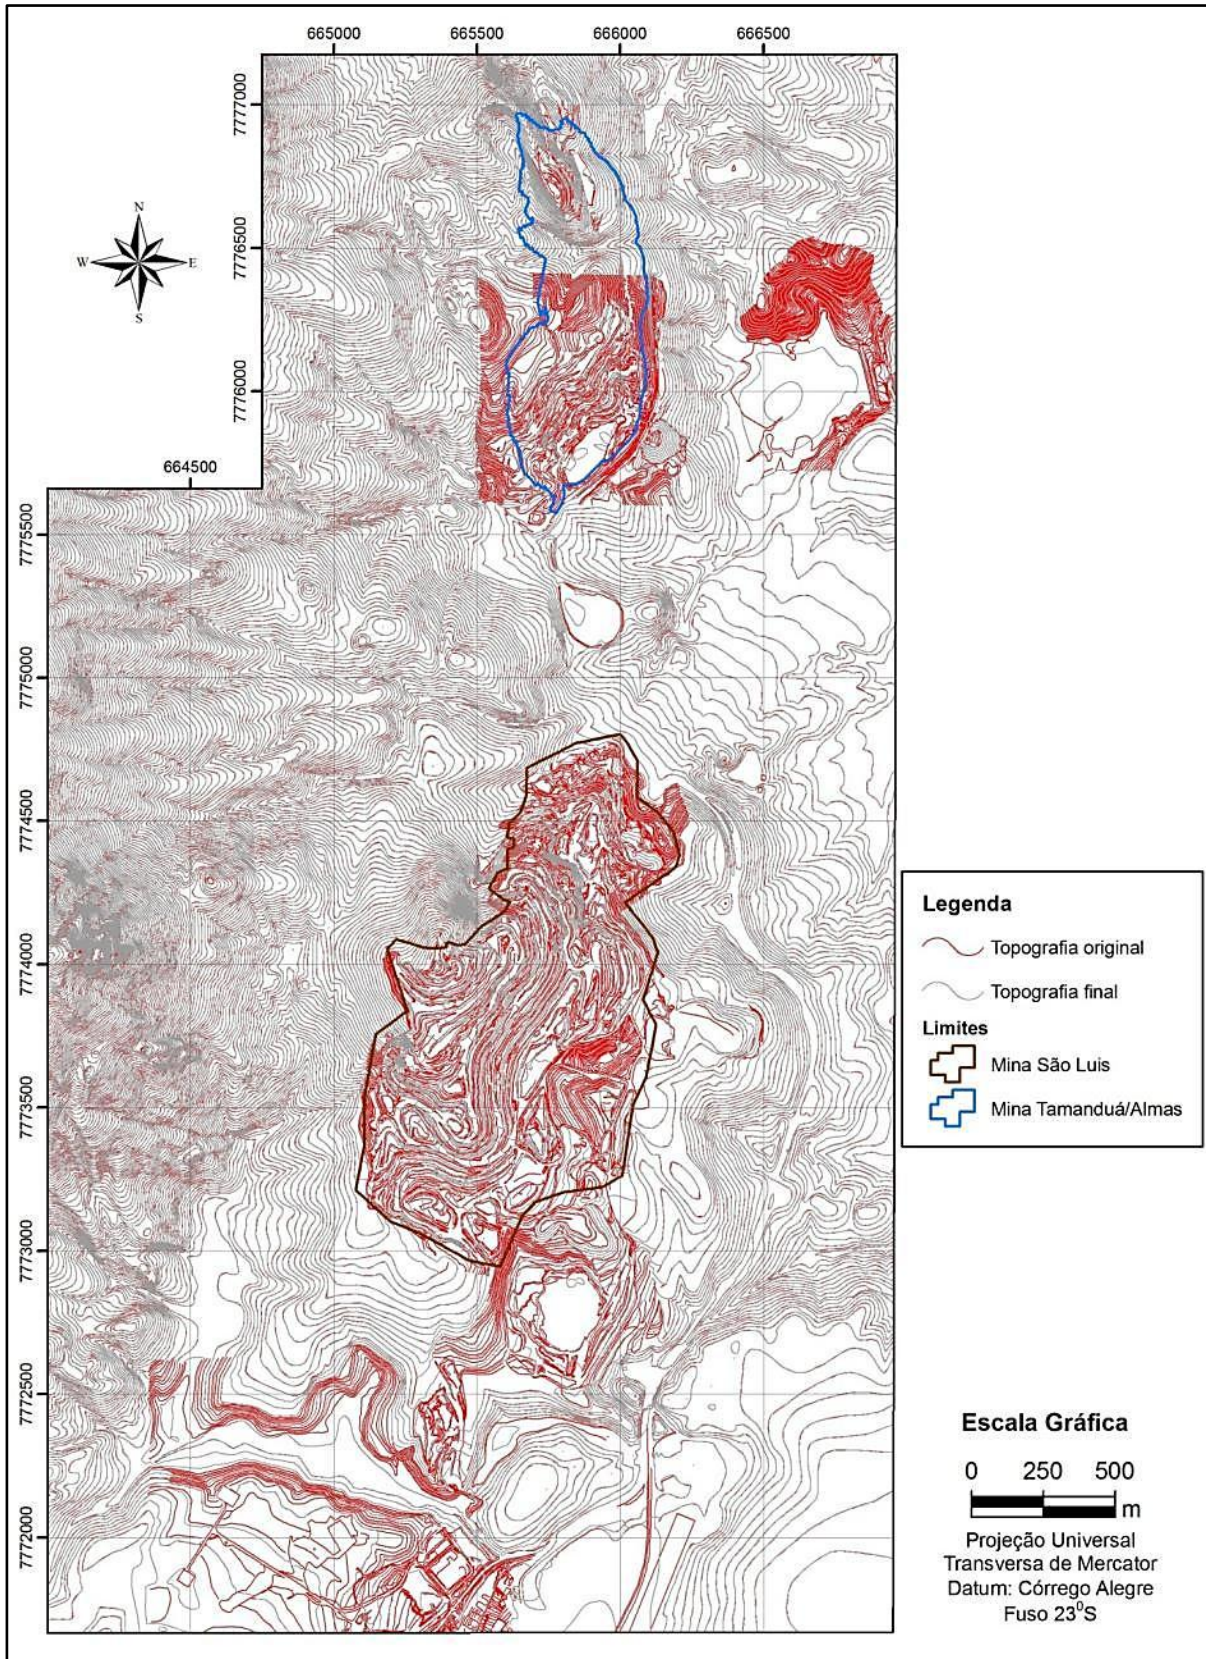 665000 665500 666000 666500
7777000
7776500
7776000
664500
7775500
7775000
7774500
7774000
7773500
7773000
7772500
7772000
N
W E
S
Legenda
Topografia original
Topografia final
Limites
Mina São Luis
Mina Tamanduá/Almas
Escala Gráfica
0 250 500
m
Projeção Universal
Transversa de Mercator
Datum: Córrego Alegre
Fuso 23⁰S